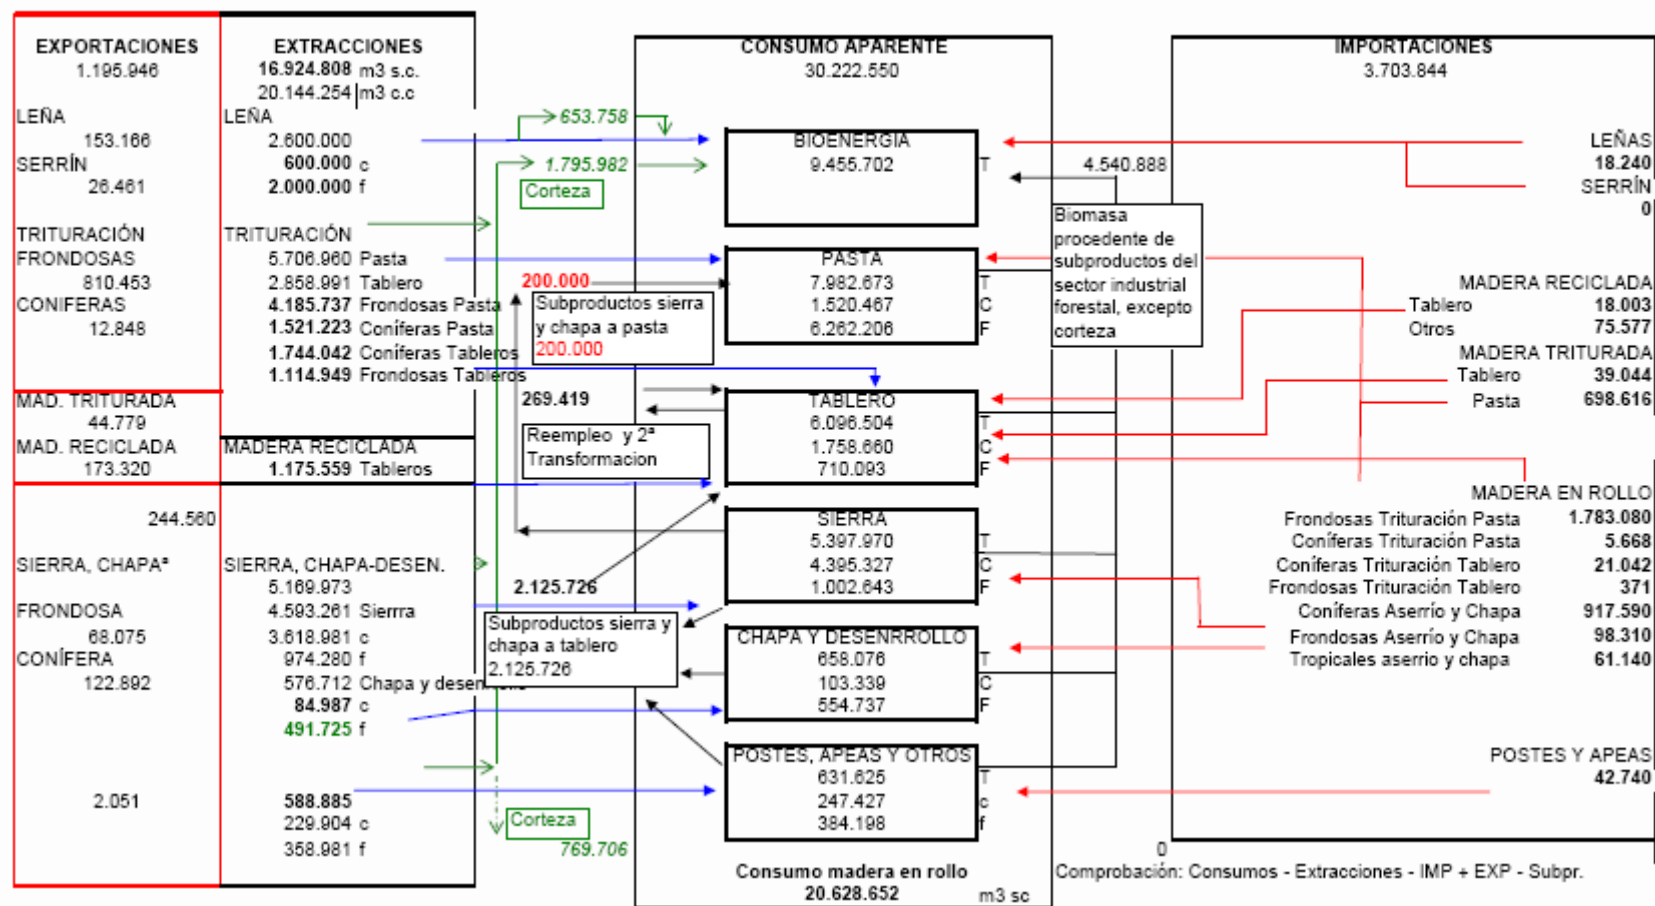 EXPORTACIONES
1.195.946
LEÑA
153.166
SERRÍN
26.461
TRITURACIÓN
FRONDOSAS
810.453
CONIFERAS
12.848
MAD. TRITURADA
44.779
MAD. RECICLADA
173.320
244.560
SIERRA, CHAPAª
FRONDOSA
68.075
CONÍFERA
122.892
2.051
EXTRACCIONES
16.924.808 m3 s.c.
20.144.254 m3 c.c
LEÑA
2.600.000
600.000 c
2.000.000 f
TRITURACIÓN
5.706.960 Pasta
2.858.991 Tablero
4.185.737 Frondosas Pasta
1.521.223 Coníferas Pasta
1.744.042 Coníferas Tableros
1.114.949 Frondosas Tableros
MADERA RECICLADA
1.175.559 Tableros
SIERRA, CHAPA-DESEN.
5.169.973
4.593.261 Sierrra
3.618.981 c
974.280 f
576.712 Chapa y
84.987 c
491.725 f
588.885
229.904 c
358.981 f
653.758
1.795.982
Corteza
200.000
Subproductos sierra
y chapa a pasta
200.000
269.419
Reempleo y 2ª
Transformacion
2.125.726
Subproductos sierra y
chapa a tablero
2.125.726
Corteza
769.706
CONSUMO APARENTE
30.222.550
BIOENERGIA
9.455.702 T
PASTA
7.982.673 T
1.520.467 C
6.262.206 F
TABLERO
6.096.504 T
1.758.660 C
710.093 F
SIERRA
5.397.970 T
4.395.327 C
1.002.643 F
CHAPA Y DESENRROLLO
658.076 T
103.339 C
554.737 F
POSTES, APEAS Y OTROS
631.625 T
247.427 c
384.198 f
Consumo madera en rollo
20.628.652 m3 sc
4.540.888
Biomasa
procedente de
subproductos del
sector industrial
forestal, excepto
corteza
IMPORTACIONES
3.703.844
LEÑAS
18.240
SERRÍN
0
MADERA RECICLADA
Tablero 18.003
Otros 75.577
MADERA TRITURADA
Tablero 39.044
Pasta 698.616
MADERA EN ROLLO
Frondosas Trituración Pasta 1.783.080
Coníferas Trituración Pasta 5.668
Coníferas Trituración Tablero 21.042
Frondosas Trituración Tablero 371
Coníferas Aserrío y Chapa 917.590
Frondosas Aserrío y Chapa 98.310
Tropicales aserrio y chapa 61.140
POSTES Y APEAS
42.740
0
Comprobación: Consumos - Extracciones - IMP + EXP - Subpr.